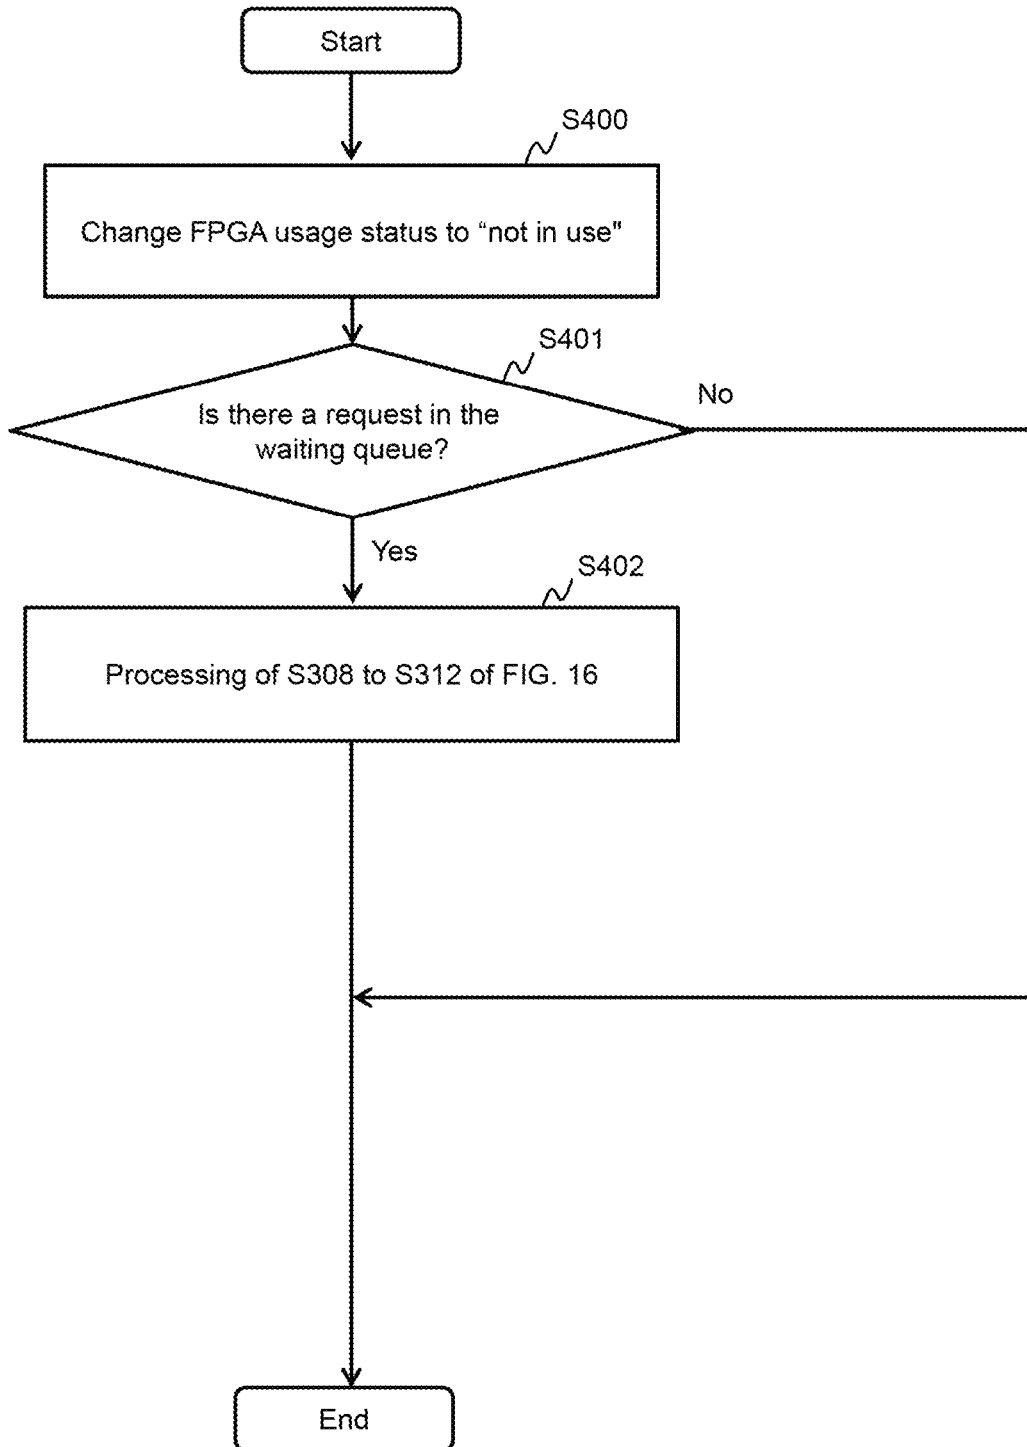 Start
S400
Change FPGA usage status to “not in use"
S401
No
Is there a request in the
waiting queue?
Yes
S402
Processing of S308 to S312 of FIG. 16
End